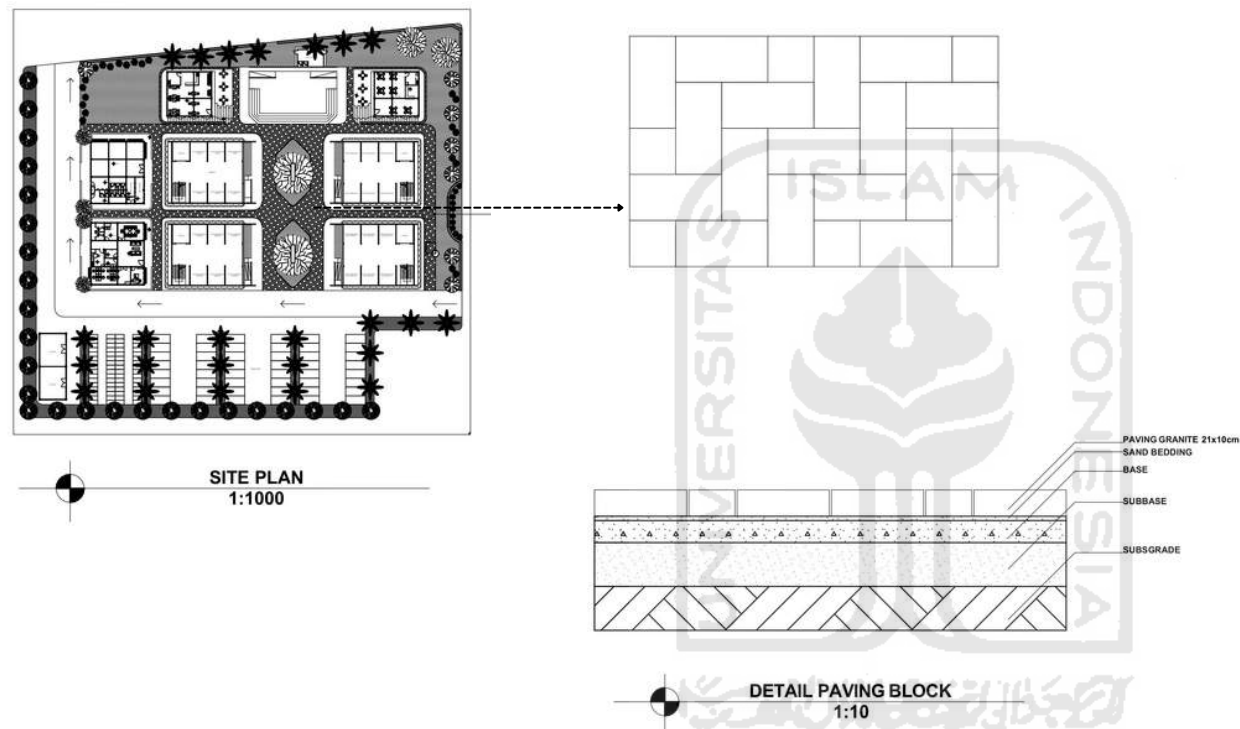 SITE PLAN
1:1000
PAVING GRANITE 21x10cm
SAND BEDDING
BASE
SUBBASE
SUBSGRADE
DETAIL PAVING BLOCK
1:10
UNIVERSITAS
ISLAM
INDONESIA